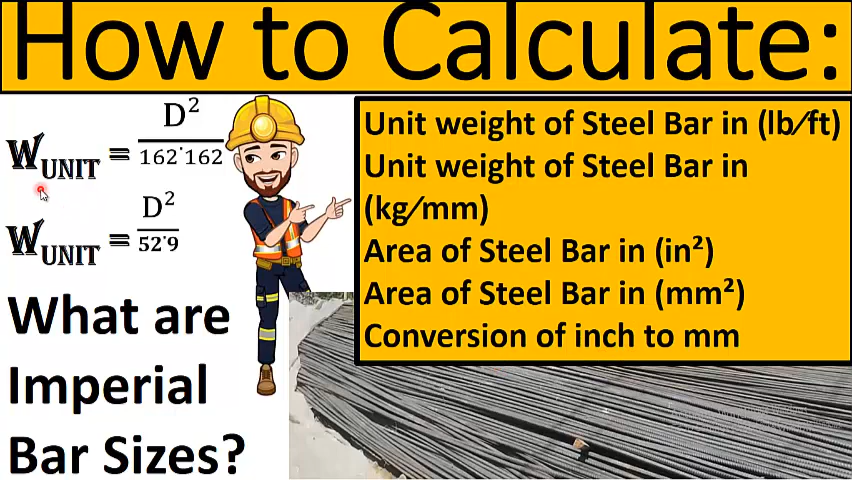 How to Calculate:
W_UNIT = D² / 162·162
W_UNIT = D² / 52·9
What are
Imperial
Bar Sizes?
Unit weight of Steel Bar in (lb/ft)
Unit weight of Steel Bar in
(kg/mm)
Area of Steel Bar in (in²)
Area of Steel Bar in (mm²)
Conversion of inch to mm